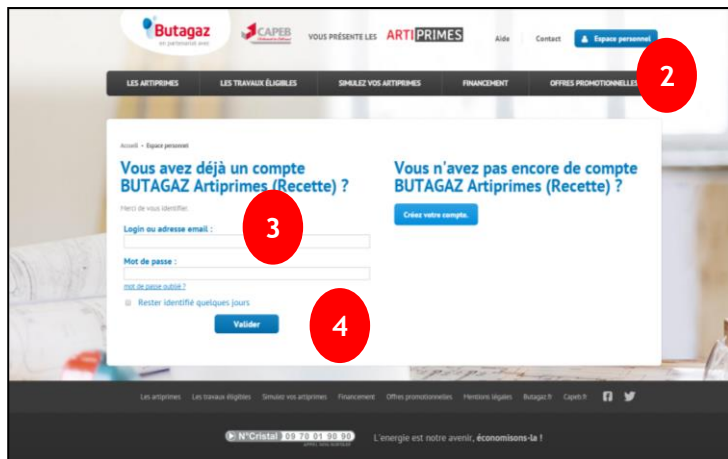 Butagaz
en partenariat avec
CAPEB
VOUS PRÉSENTE LES
ARTIPRIMES
Aide
Contact
Espace personnel
LES ARTIPRIMES
LES TRAVAUX ÉLIGIBLES
SIMULEZ VOS ARTIPRIMES
FINANCEMENT
OFFRES PROMOTIONNELLES
2
Accueil • Espace personnel
Vous avez déjà un compte
BUTAGAZ Artiprimes (Recette) ?
Merci de vous identifier.
Login ou adresse email :
3
Mot de passe :
mot de passe oublié ?
Rester identifié quelques jours
Valider
4
Vous n'avez pas encore de compte
BUTAGAZ Artiprimes (Recette) ?
Créez votre compte.
Les artiprimes
Les travaux éligibles
Simulez vos artiprimes
Financement
Offres promotionnelles
Mentions légales
Butagaz.fr
Capeb.fr
N°Cristal 09 70 01 90 90
APPEL NON SURTAXÉ
L'energie est notre avenir, économisons-la !